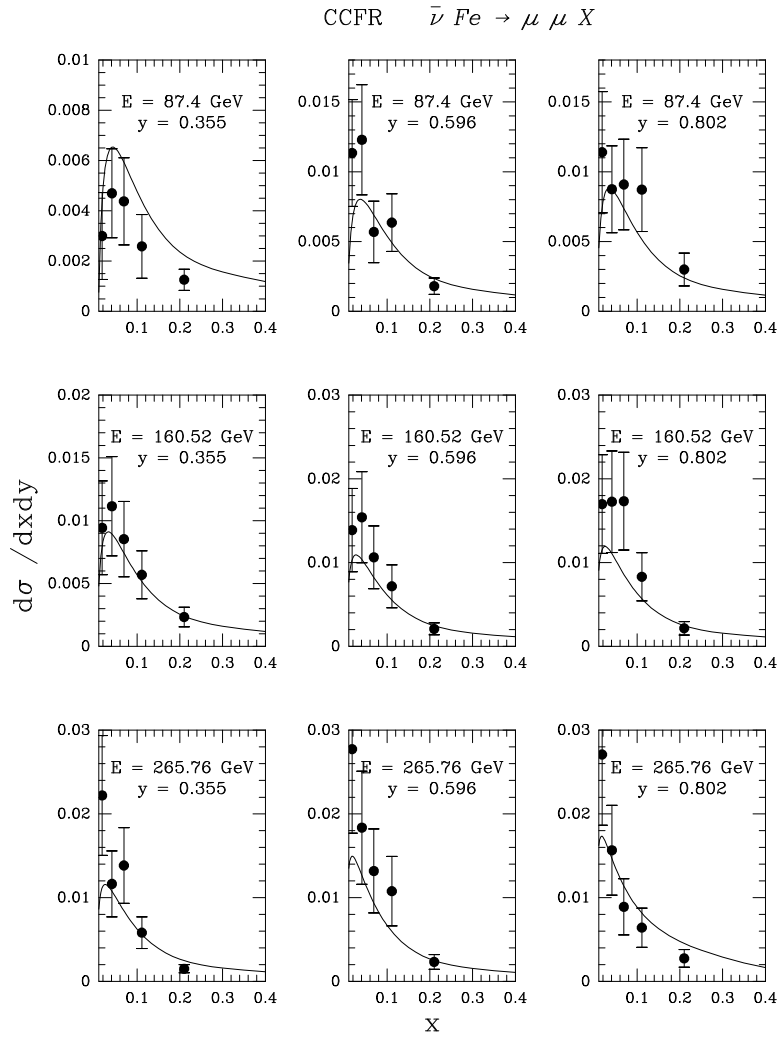 CCFR ν̄ Fe → μ μ X
0.01
0.008
0.006
0.004
0.002
0
E = 87.4 GeV
y = 0.355
0.1 0.2 0.3 0.4
0.015
0.01
0.005
0
E = 87.4 GeV
y = 0.596
0.1 0.2 0.3 0.4
0.015
0.01
0.005
0
E = 87.4 GeV
y = 0.802
0.1 0.2 0.3 0.4
dσ /dxdy
0.02
0.015
0.01
0.005
0
E = 160.52 GeV
y = 0.355
0.1 0.2 0.3 0.4
0.03
0.02
0.01
0
E = 160.52 GeV
y = 0.596
0.1 0.2 0.3 0.4
0.03
0.02
0.01
0
E = 160.52 GeV
y = 0.802
0.1 0.2 0.3 0.4
0.03
0.02
0.01
0
E = 265.76 GeV
y = 0.355
0.1 0.2 0.3 0.4
0.03
0.02
0.01
0
E = 265.76 GeV
y = 0.596
0.1 0.2 0.3 0.4
0.03
0.02
0.01
0
E = 265.76 GeV
y = 0.802
0.1 0.2 0.3 0.4
x